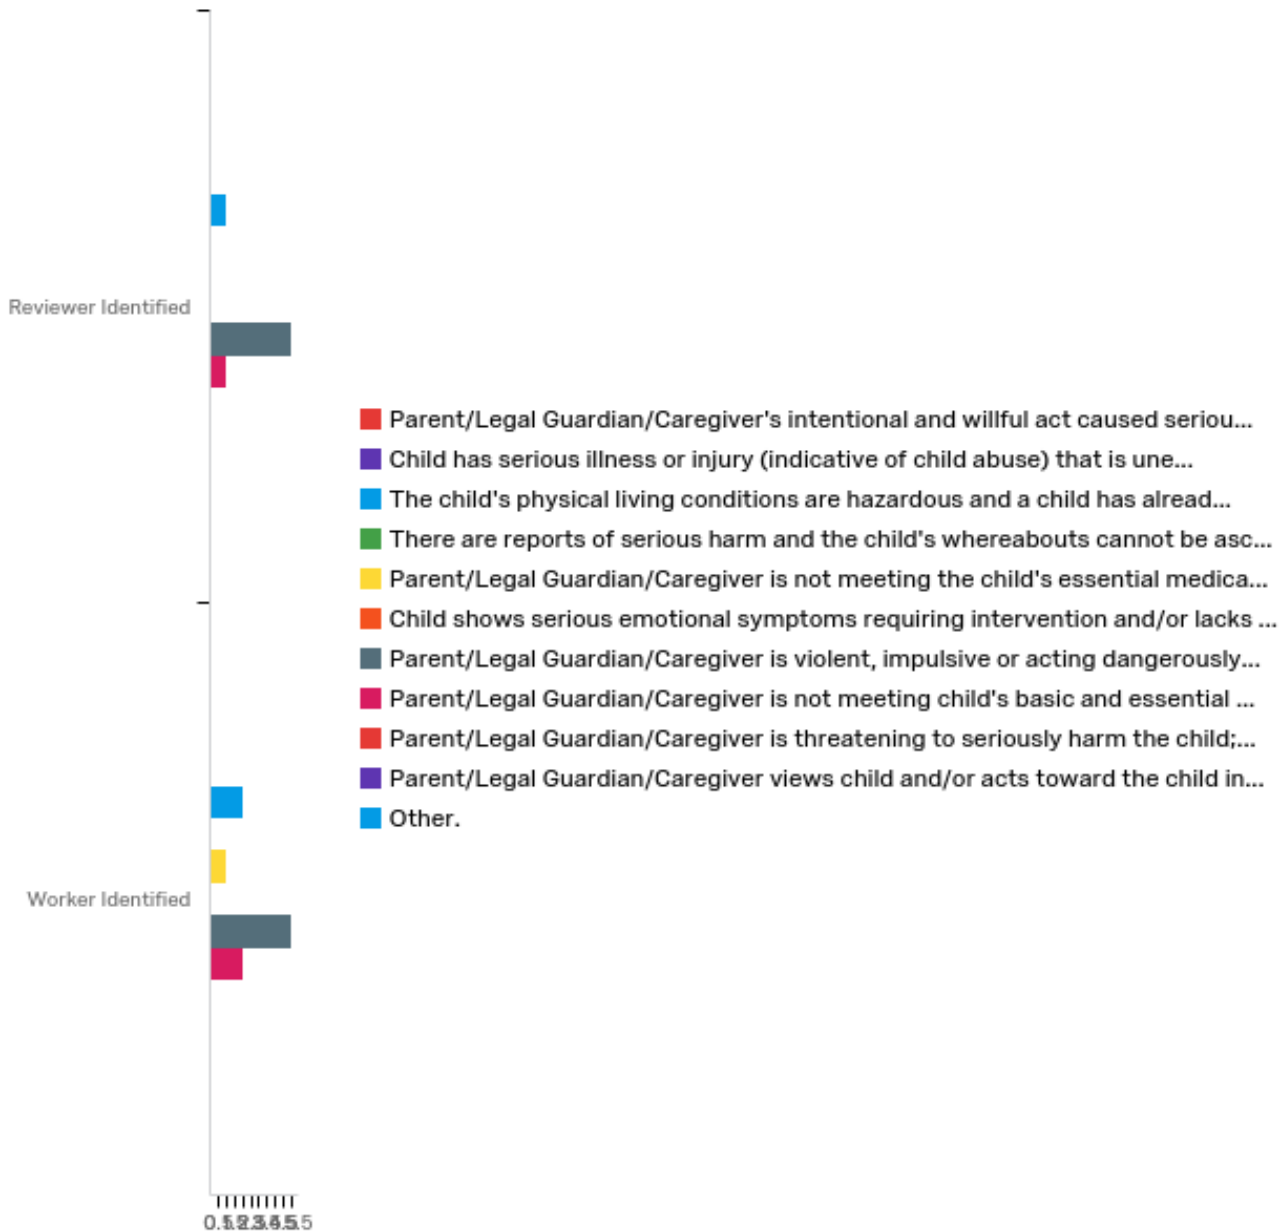 Reviewer Identified
Parent/Legal Guardian/Caregiver's intentional and willful act caused seriou...
Child has serious illness or injury (indicative of child abuse) that is une...
The child's physical living conditions are hazardous and a child has alread...
There are reports of serious harm and the child's whereabouts cannot be asc...
Parent/Legal Guardian/Caregiver is not meeting the child's essential medica...
Child shows serious emotional symptoms requiring intervention and/or lacks ...
Parent/Legal Guardian/Caregiver is violent, impulsive or acting dangerously...
Parent/Legal Guardian/Caregiver is not meeting child's basic and essential ...
Parent/Legal Guardian/Caregiver is threatening to seriously harm the child;...
Parent/Legal Guardian/Caregiver views child and/or acts toward the child in...
Other.
Worker Identified